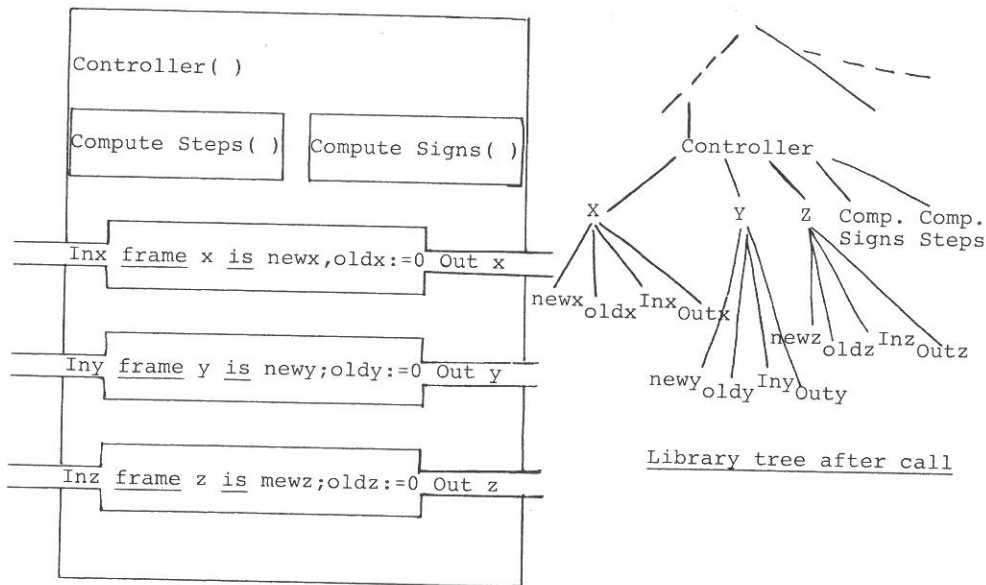 Controller( )
Compute Steps( )
Compute Signs( )
Inx frame x is newx,oldx:=0 Out x
Iny frame y is newy;oldy:=0 Out y
Inz frame z is mewz;oldz:=0 Out z
Controller
X
Y
Z
Comp. Comp.
Signs Steps
newx oldx Inx Outx
newz oldz Inz Outz
newy oldy Iny Outy
Library tree after call